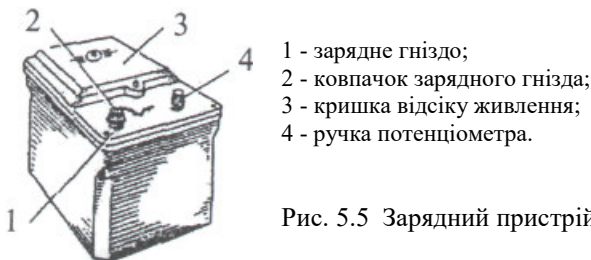 2
3
4
1
1 - зарядне гніздо;
2 - ковпачок зарядного гнізда;
3 - кришка відсіку живлення;
4 - ручка потенціометра.
Рис. 5.5 Зарядний пристрій